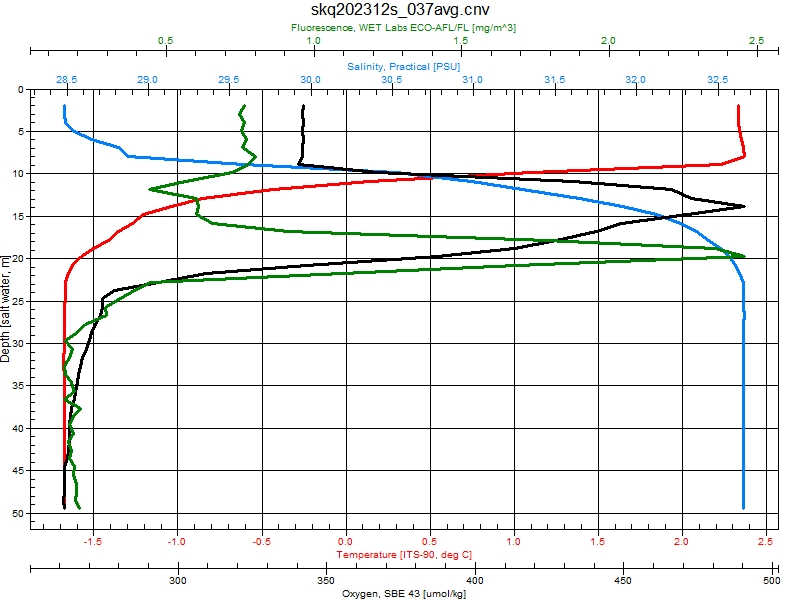 skq202312s_037avg.cnv
Fluorescence, WET Labs ECO-AFL/FL [mg/m^3]
0.5 1.0 1.5 2.0 2.5
Salinity, Practical [PSU]
28.5 29.0 29.5 30.0 30.5 31.0 31.5 32.0 32.5
0
5
10
15
20
25
30
35
40
45
50
Depth [salt water, m]
-1.5 -1.0 -0.5 0.0 0.5 1.0 1.5 2.0 2.5
Temperature [ITS-90, deg C]
300 350 400 450 500
Oxygen, SBE 43 [umol/kg]